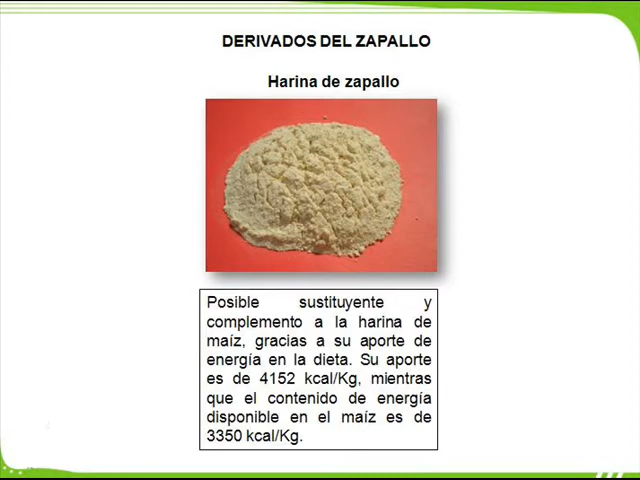 DERIVADOS DEL ZAPALLO
Harina de zapallo
Posible sustituyente y
complemento a la harina de
maíz, gracias a su aporte de
energía en la dieta. Su aporte
es de 4152 kcal/Kg, mientras
que el contenido de energía
disponible en el maíz es de
3350 kcal/Kg.